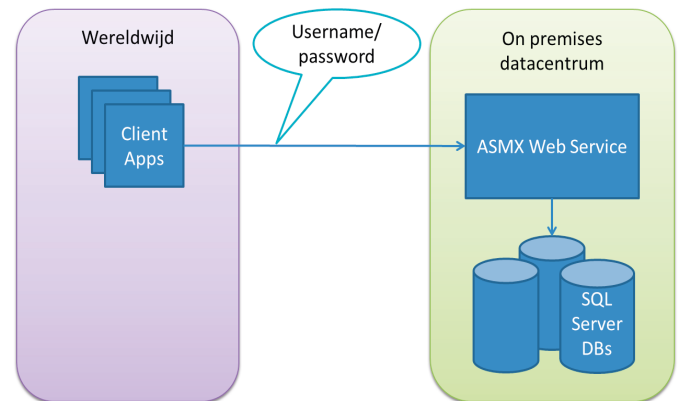 Wereldwijd
Client
Apps
Username/
password
On premises
datacentrum
ASMX Web Service
SQL
Server
DBs